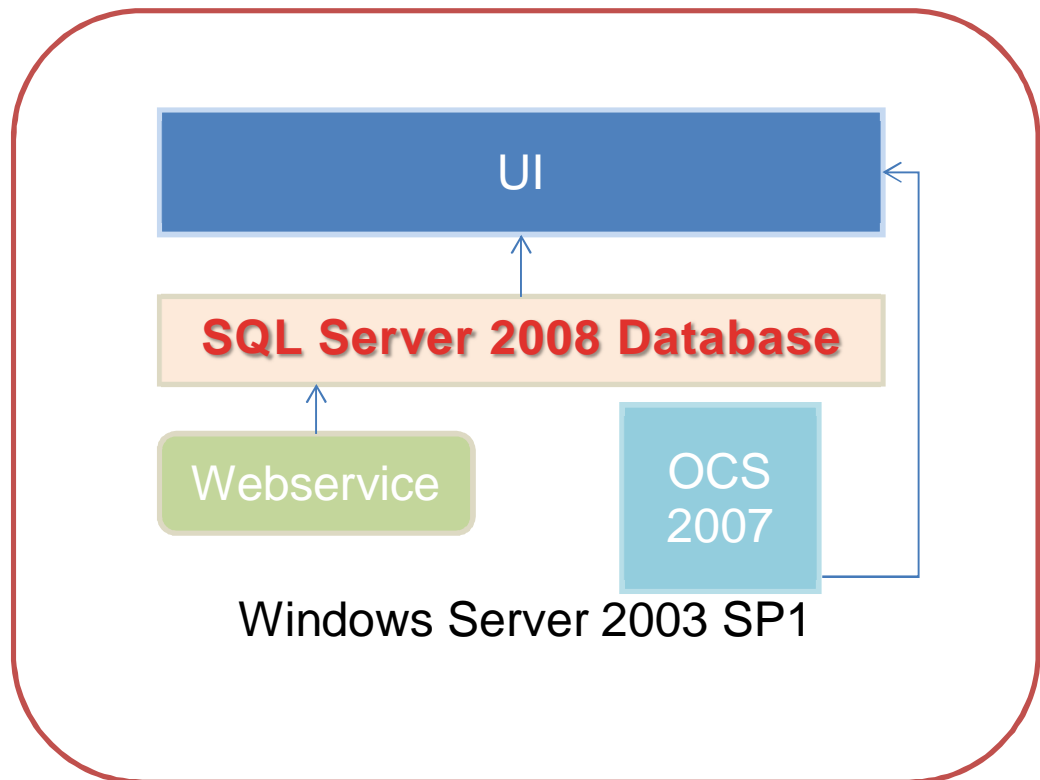 UI
SQL Server 2008 Database
Webservice
OCS
2007
Windows Server 2003 SP1